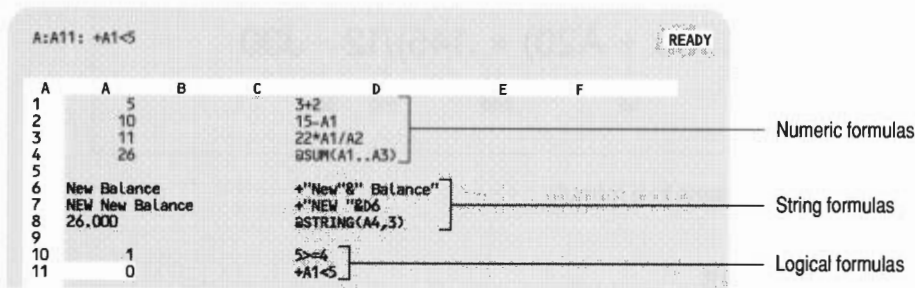 A:A11: +A1<5 READY
A A B C D E F
1 5 3+2
2 10 15-A1
3 11 22*A1/A2
4 26 @SUM(A1..A3)
Numeric formulas
5
6 New Balance +"New"&" Balance"
7 NEW New Balance +"NEW "&D6
8 26.000 @STRING(A4,3)
String formulas
9
10 1 5>=4
11 0 +A1<5
Logical formulas